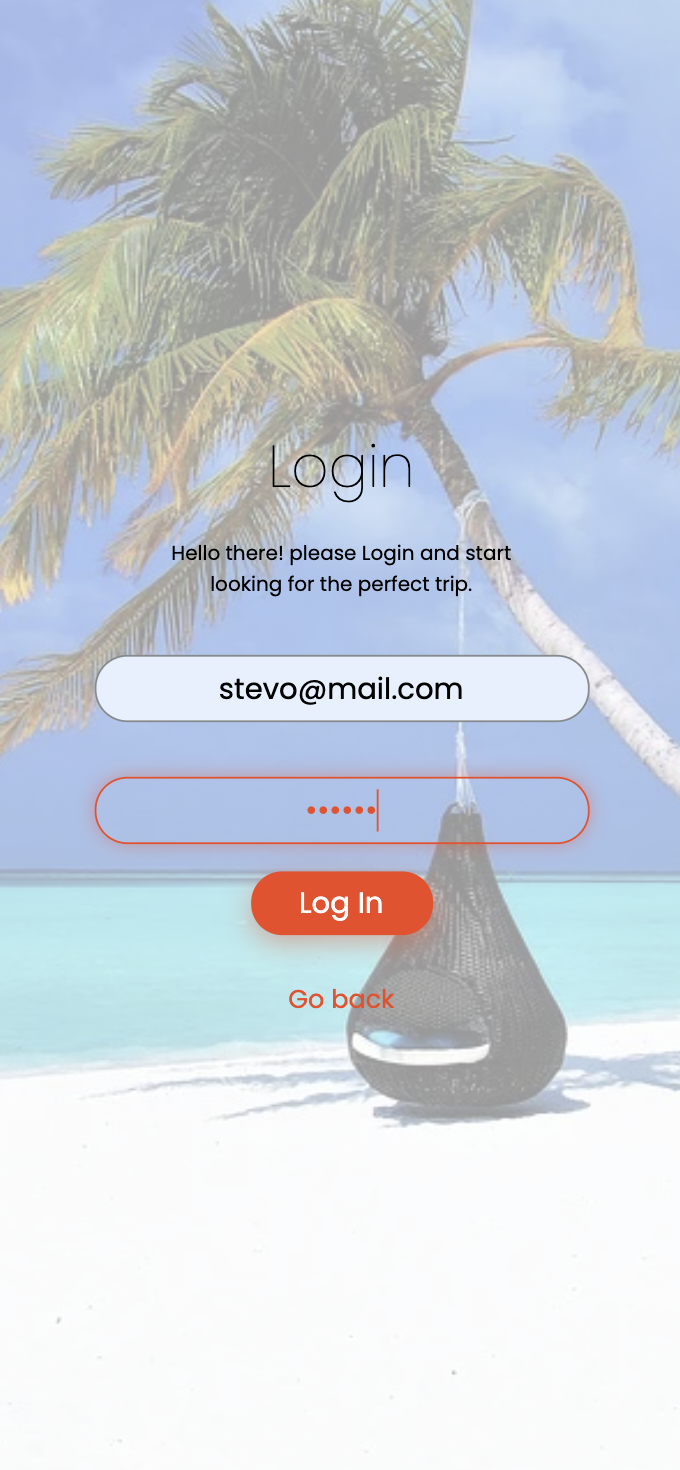 Login
Hello there! please Login and start
looking for the perfect trip.
stevo@mail.com
••••••
Log In
Go back